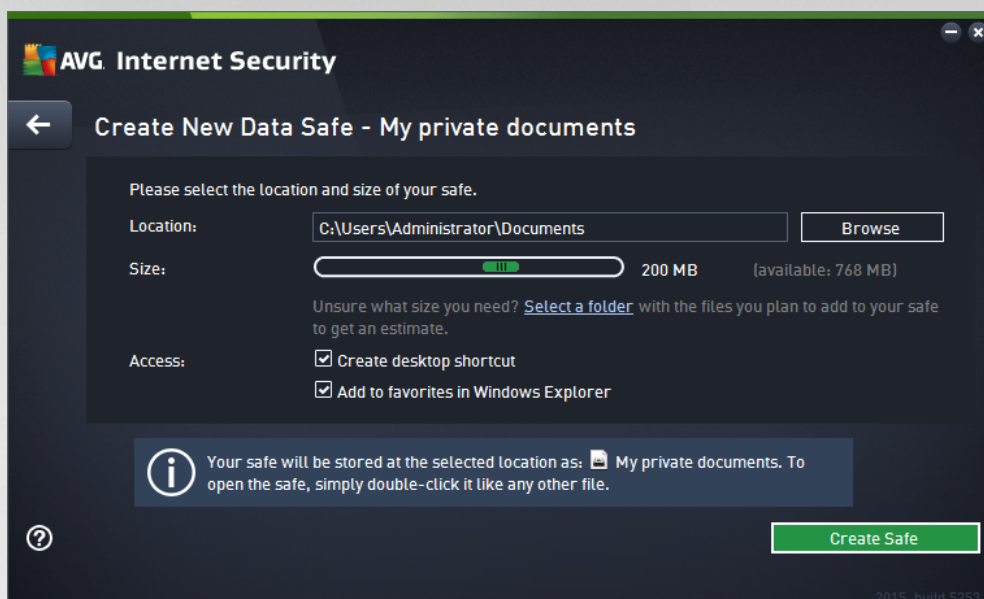 AVG. Internet Security
Create New Data Safe - My private documents
Please select the location and size of your safe.
Location: C:\Users\Administrator\Documents Browse
Size: 200 MB (available: 768 MB)
Unsure what size you need? Select a folder with the files you plan to add to your safe
to get an estimate.
Access: Create desktop shortcut
Add to favorites in Windows Explorer
Your safe will be stored at the selected location as: My private documents. To
open the safe, simply double-click it like any other file.
Create Safe
2015, build 5253